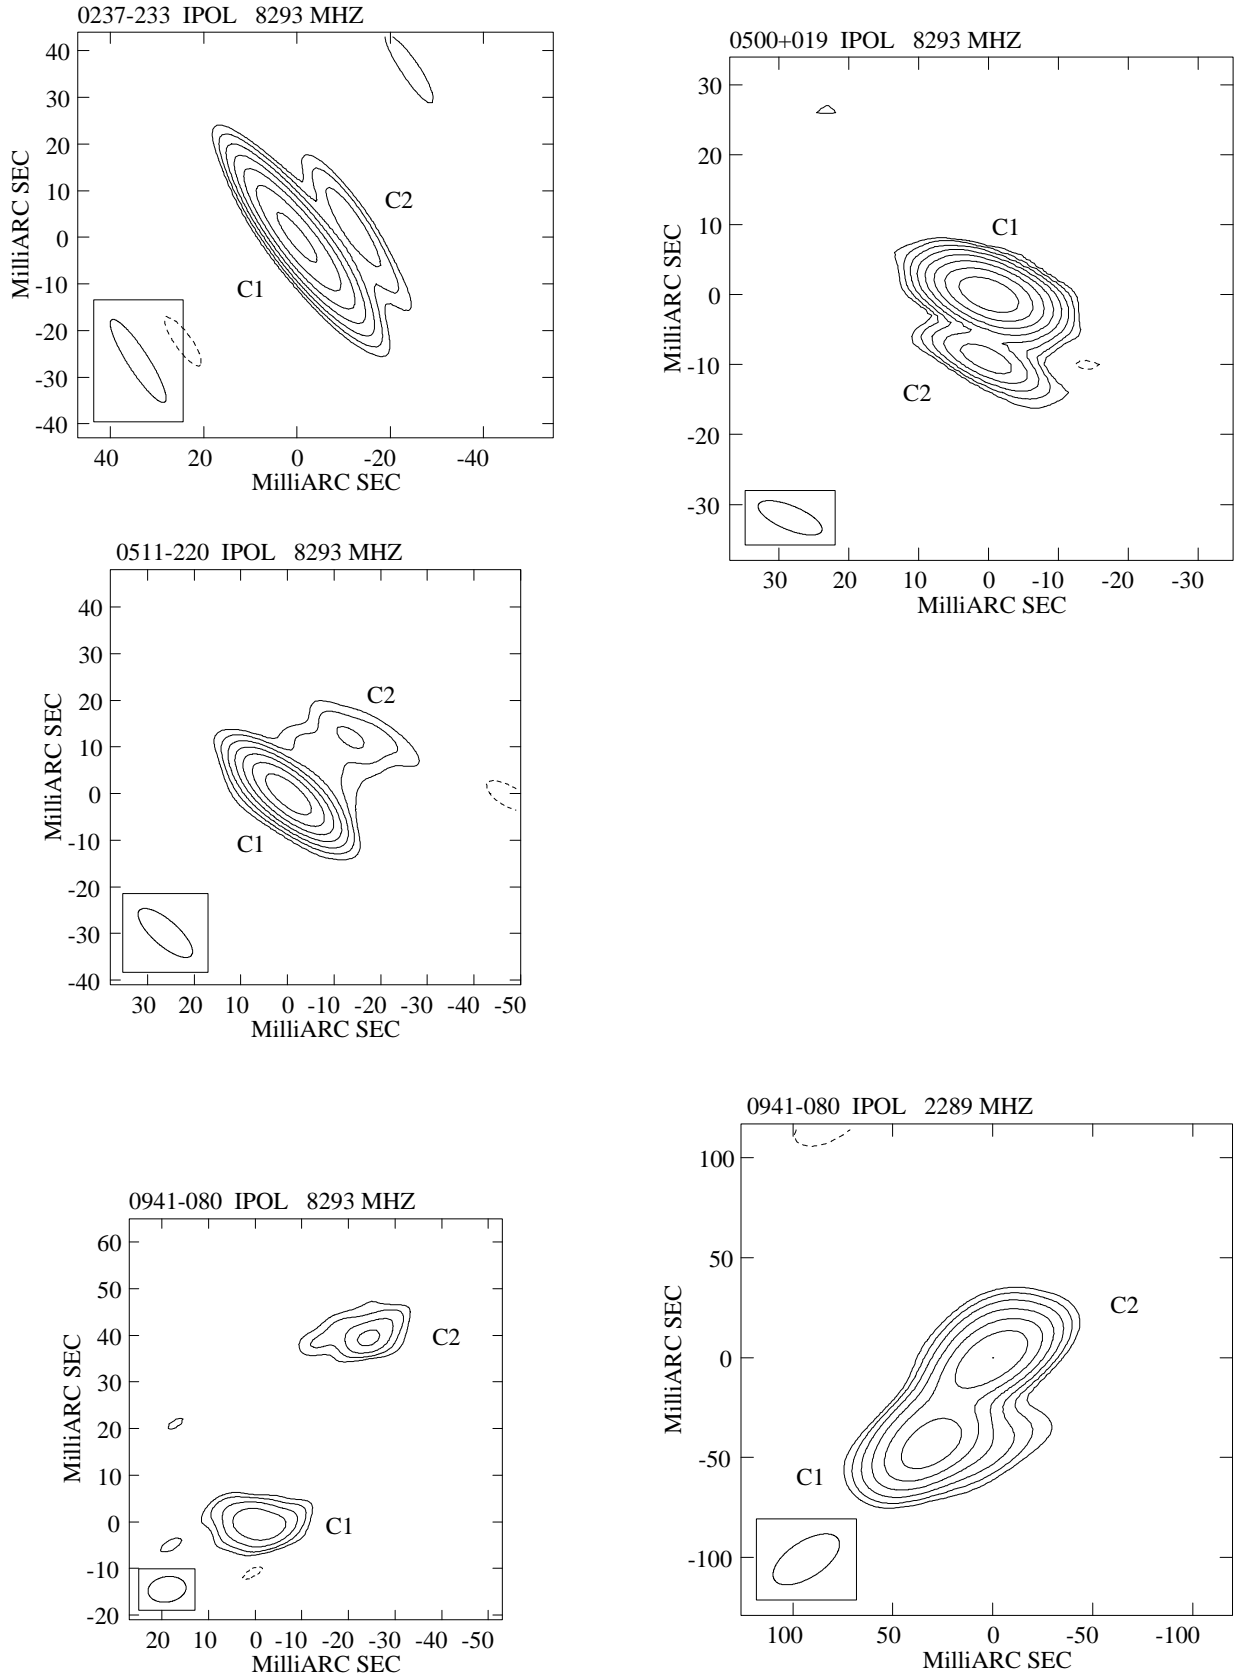 0237-233 IPOL 8293 MHZ
40
30
20
10
0
-10
-20
-30
-40
MilliARC SEC
C2
C1
40 20 0 -20 -40
MilliARC SEC
0500+019 IPOL 8293 MHZ
30
20
10
0
-10
-20
-30
MilliARC SEC
C1
C2
30 20 10 0 -10 -20 -30
MilliARC SEC
0511-220 IPOL 8293 MHZ
40
30
20
10
0
-10
-20
-30
-40
MilliARC SEC
C2
C1
30 20 10 0 -10 -20 -30 -40 -50
MilliARC SEC
0941-080 IPOL 8293 MHZ
60
50
40
30
20
10
0
-10
-20
MilliARC SEC
C2
C1
20 10 0 -10 -20 -30 -40 -50
MilliARC SEC
0941-080 IPOL 2289 MHZ
100
50
0
-50
-100
MilliARC SEC
C2
C1
100 50 0 -50 -100
MilliARC SEC